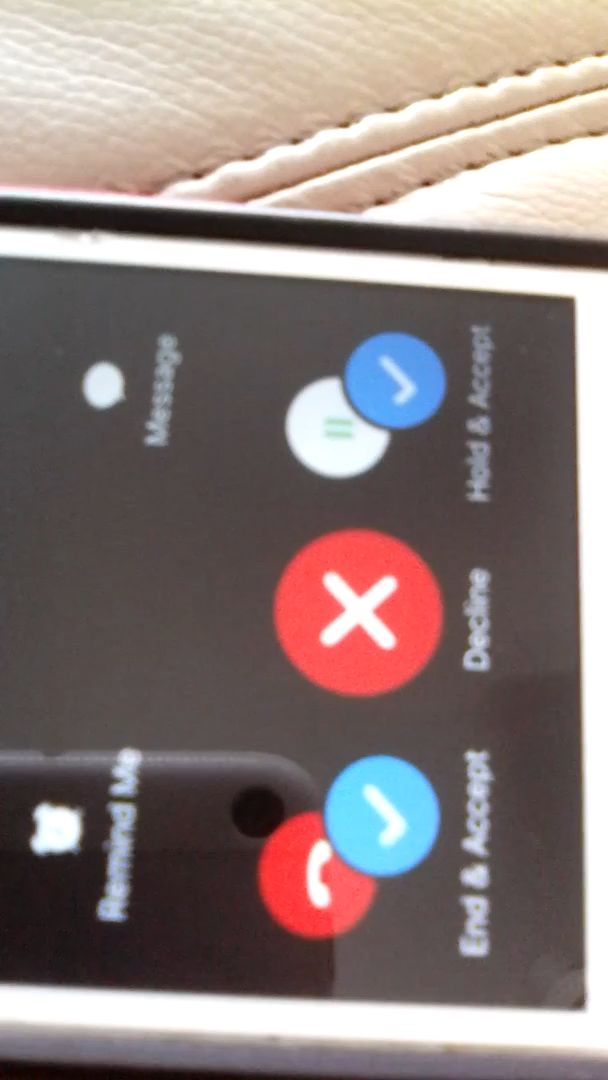 Remind Me
Message
End & Accept
Decline
Hold & Accept